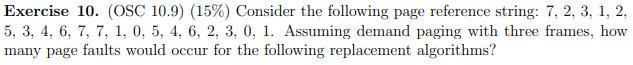 Exercise 10. (OSC 10.9) (15%) Consider the following page reference string: 7, 2, 3, 1, 2,
5, 3, 4, 6, 7, 7, 1, 0, 5, 4, 6, 2, 3, 0, 1. Assuming demand paging with three frames, how
many page faults would occur for the following replacement algorithms?